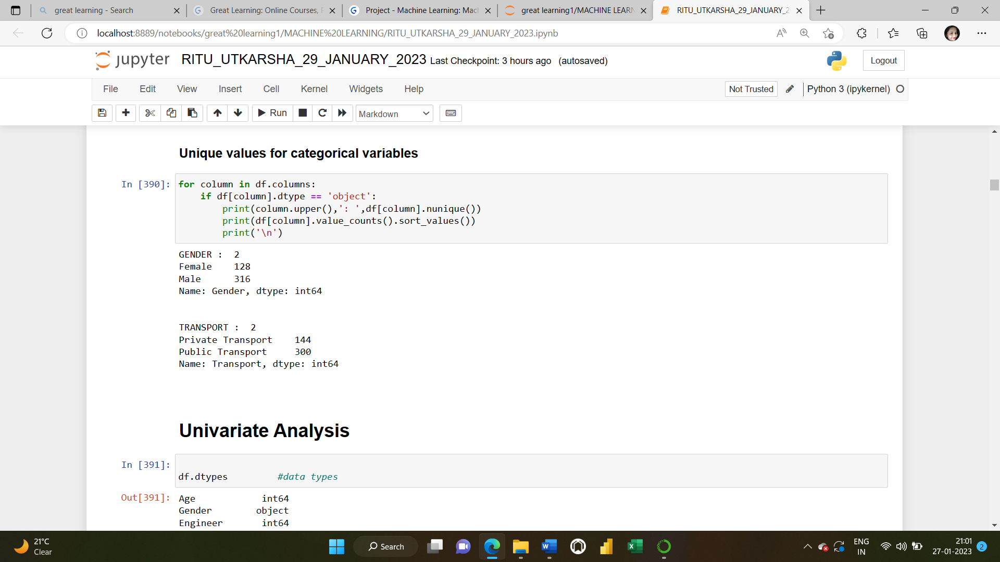 great learning - Search
Great Learning: Online Courses,
Project - Machine Learning: Mac
great learning1/MACHINE LEARN
RITU_UTKARSHA_29_JANUARY_2
localhost:8889/notebooks/great%20learning1/MACHINE%20LEARNING/RITU_UTKARSHA_29_JANUARY_2023.ipynb
jupyter RITU_UTKARSHA_29_JANUARY_2023 Last Checkpoint: 3 hours ago (autosaved)
Logout
File Edit View Insert Cell Kernel Widgets Help
Not Trusted
Python 3 (ipykernel)
Run
Markdown
Unique values for categorical variables
In [390]: for column in df.columns:
    if df[column].dtype == 'object':
        print(column.upper(),': ',df[column].nunique())
        print(df[column].value_counts().sort_values())
        print('\n')
GENDER :  2
Female    128
Male      316
Name: Gender, dtype: int64
TRANSPORT :  2
Private Transport    144
Public Transport     300
Name: Transport, dtype: int64
Univariate Analysis
In [391]:
df.dtypes         #data types
Out[391]: Age            int64
Gender        object
Engineer       int64
21°C
Clear
Search
ENG
IN
21:01
27-01-2023
2